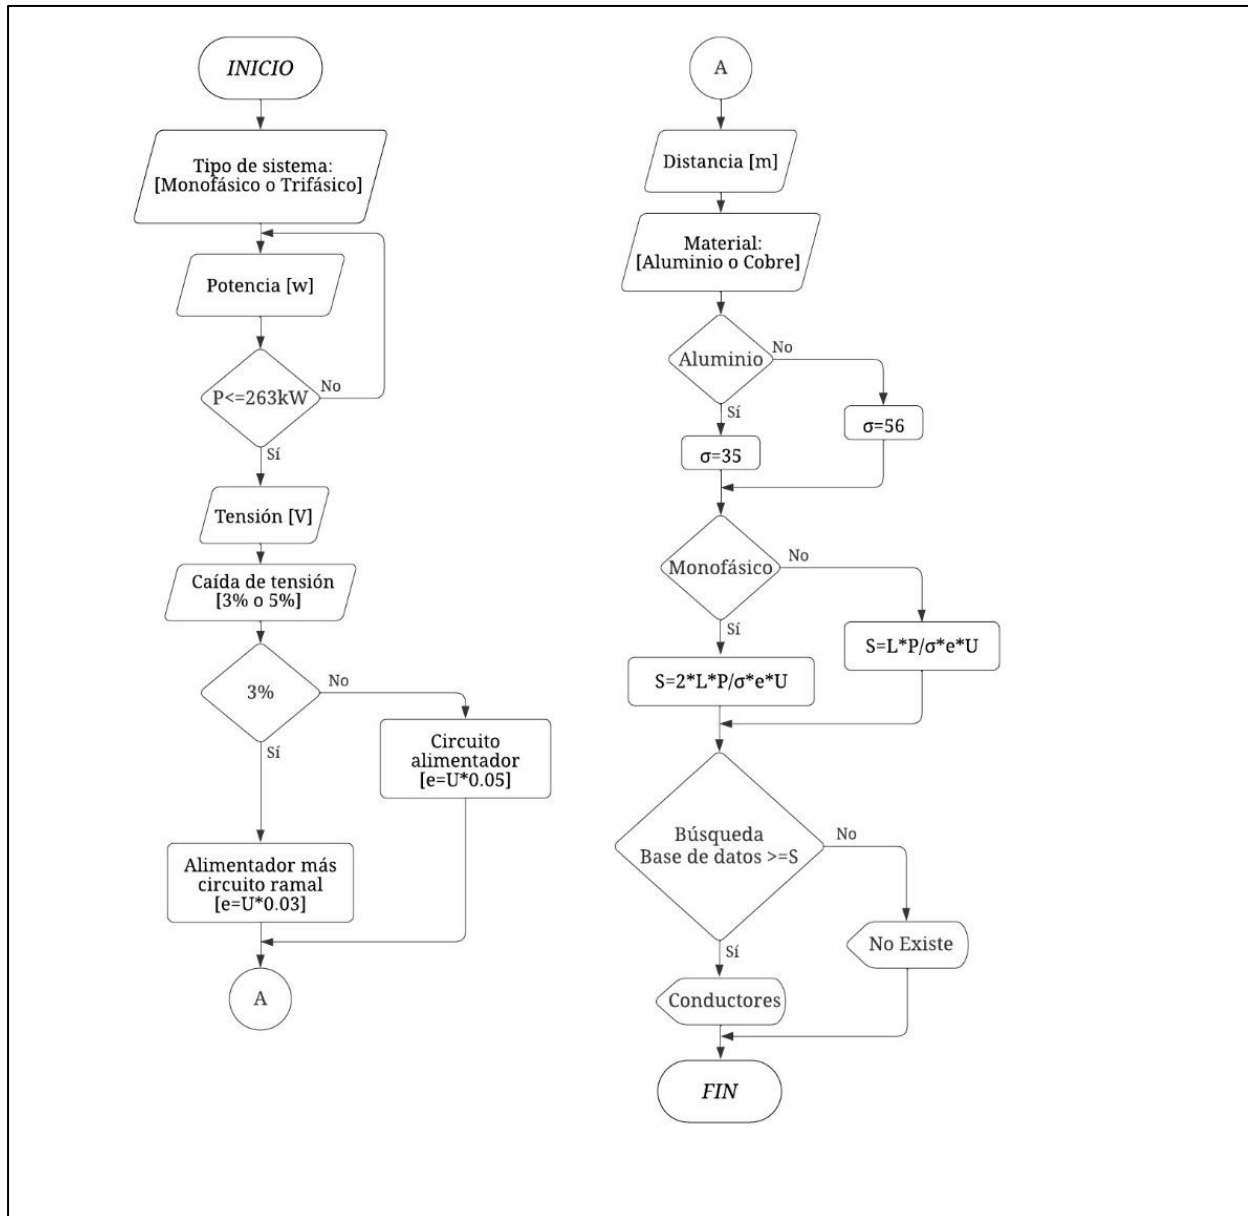 INICIO
Tipo de sistema:
[Monofásico o Trifásico]
Potencia [w]
P<=263kW
No
Sí
Tensión [V]
Caída de tensión
[3% o 5%]
3%
No
Sí
Circuito
alimentador
[e=U*0.05]
Alimentador más
circuito ramal
[e=U*0.03]
A
A
Distancia [m]
Material:
[Aluminio o Cobre]
Aluminio
No
Sí
σ=56
σ=35
Monofásico
No
Sí
S=L*P/σ*e*U
S=2*L*P/σ*e*U
Búsqueda
Base de datos >=S
No
Sí
No Existe
Conductores
FIN